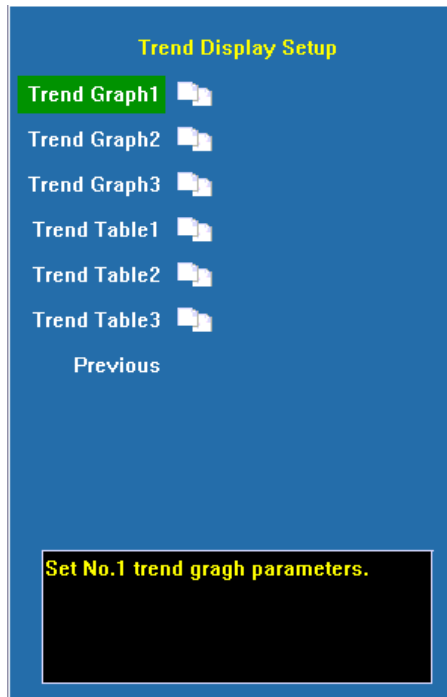 Trend Display Setup
Trend Graph1
Trend Graph2
Trend Graph3
Trend Table1
Trend Table2
Trend Table3
Previous
Set No.1 trend gragh parameters.